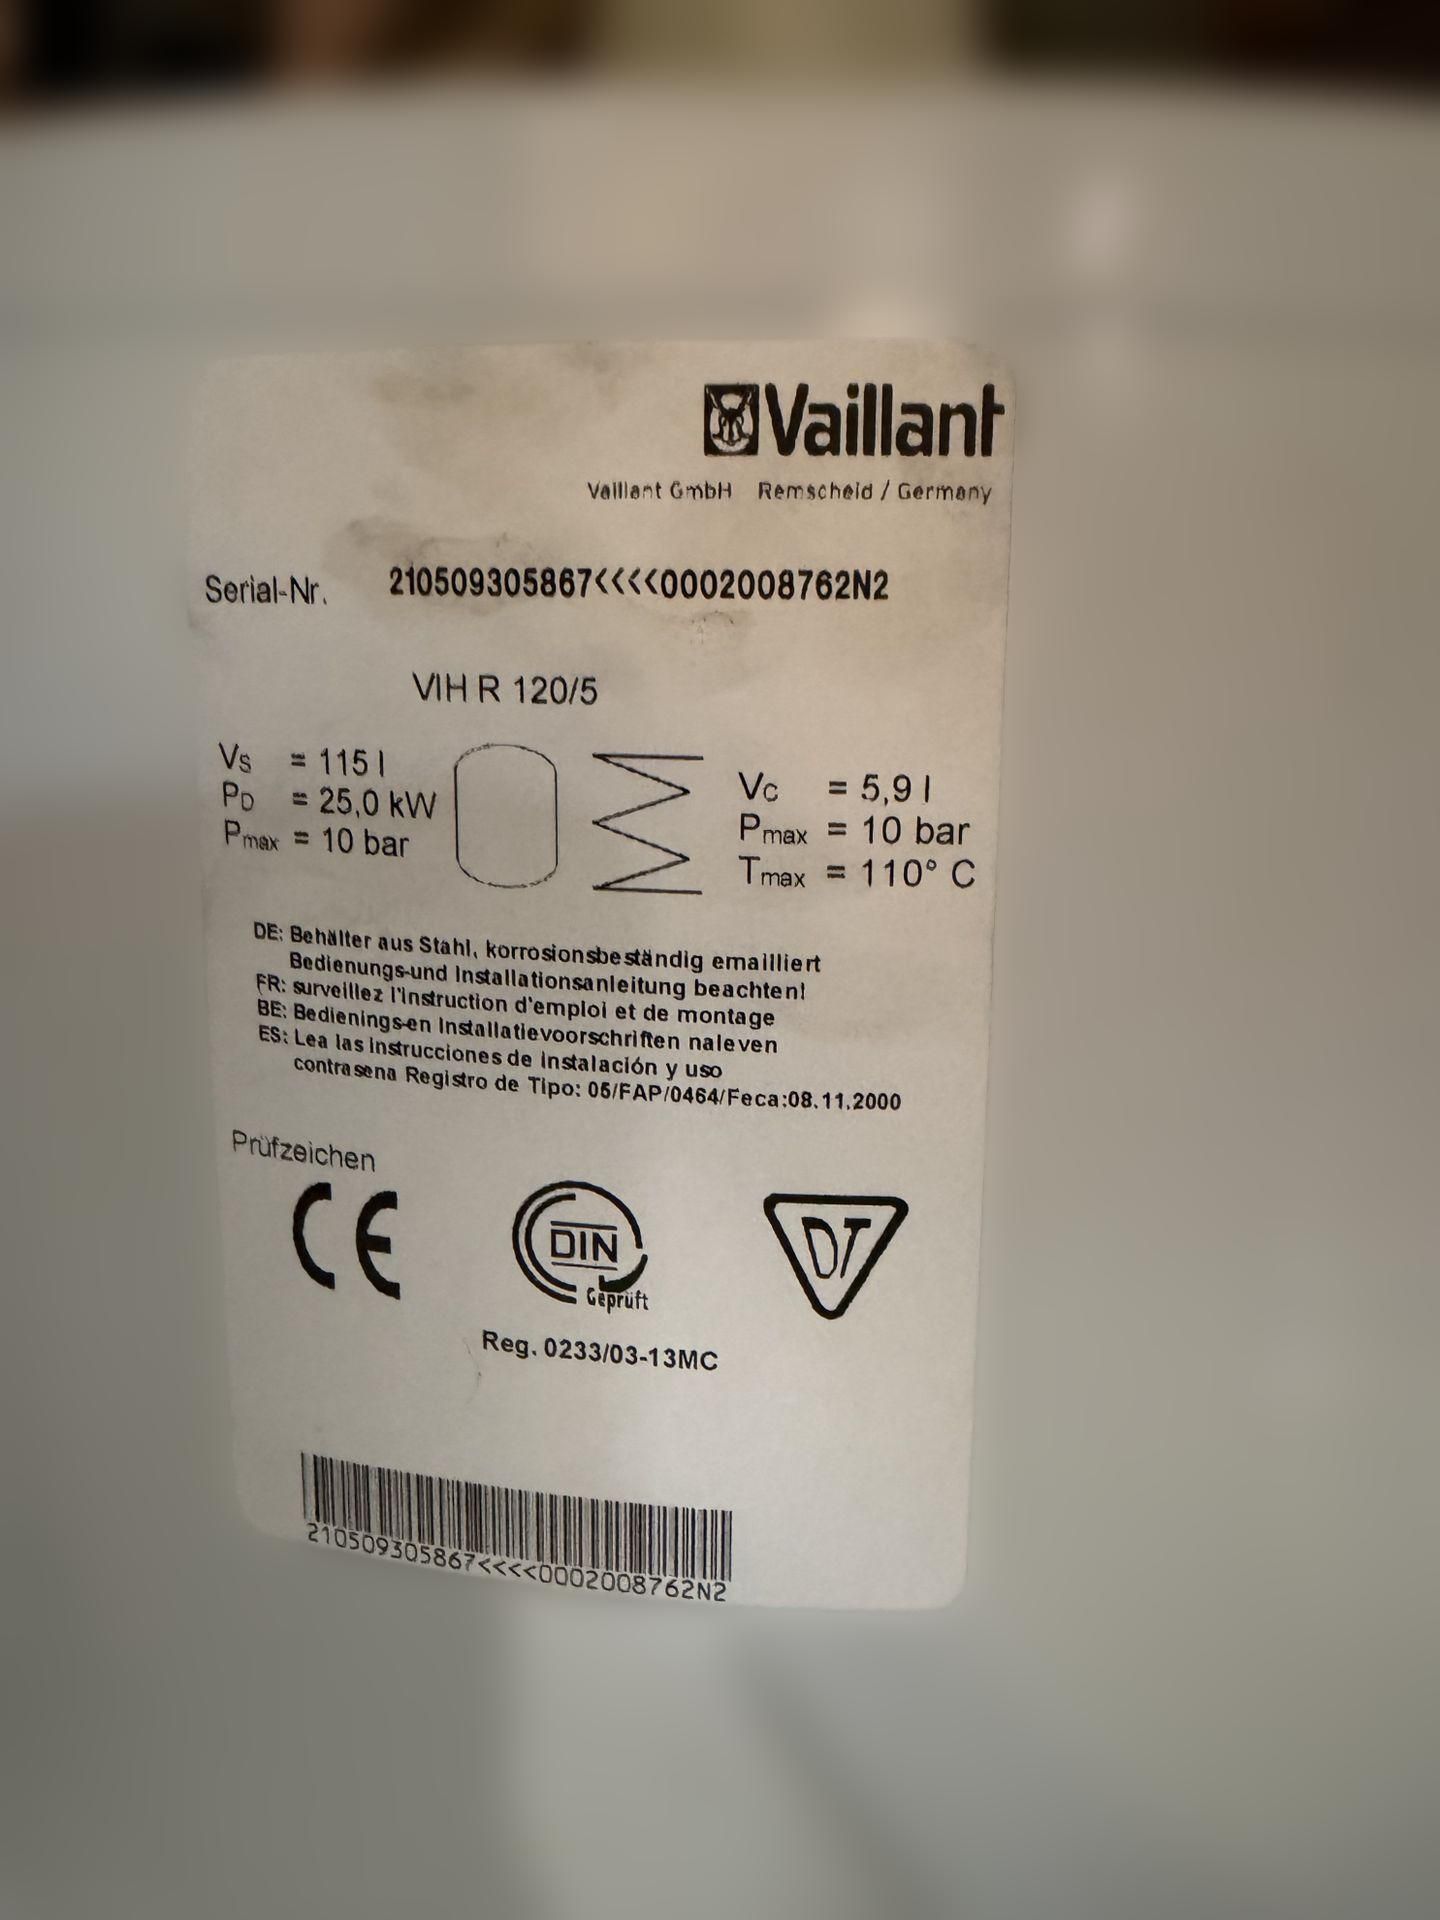 Vaillant
Vaillant GmbH Remscheid / Germany
Serial-Nr. 210509305867<<<<0002008762N2
VIH R 120/5
Vs = 115 l
PD = 25,0 kW
Pmax = 10 bar
Vc = 5,9 l
Pmax = 10 bar
Tmax = 110° C
DE: Behälter aus Stahl, korrosionsbeständig emailliert
Bedienungs-und Installationsanleitung beachten!
FR: surveillez l'instruction d'emploi et de montage
BE: Bedienings-en Installatievoorschriften naleven
ES: Lea las instrucciones de instalación y uso
contrasena Registro de Tipo: 05/FAP/0464/Feca:08.11.2000
Prüfzeichen
CE
DIN
Geprüft
DT
Reg. 0233/03-13MC
210509305867<<<<0002008762N2